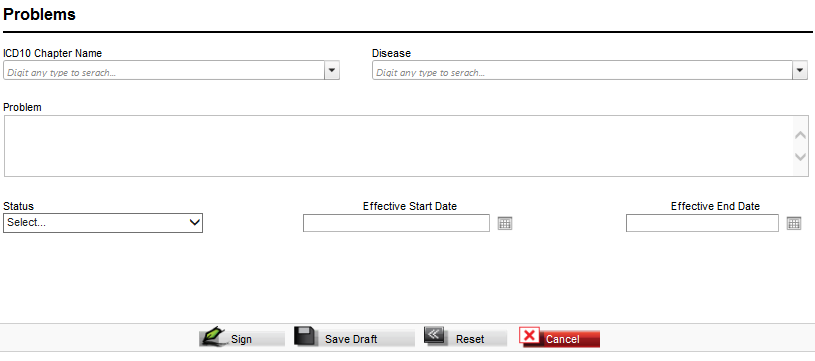 Problems
ICD10 Chapter Name Disease
Digit any type to serach... Digit any type to serach...
Problem
Status Effective Start Date Effective End Date
Select...
Sign Save Draft Reset Cancel